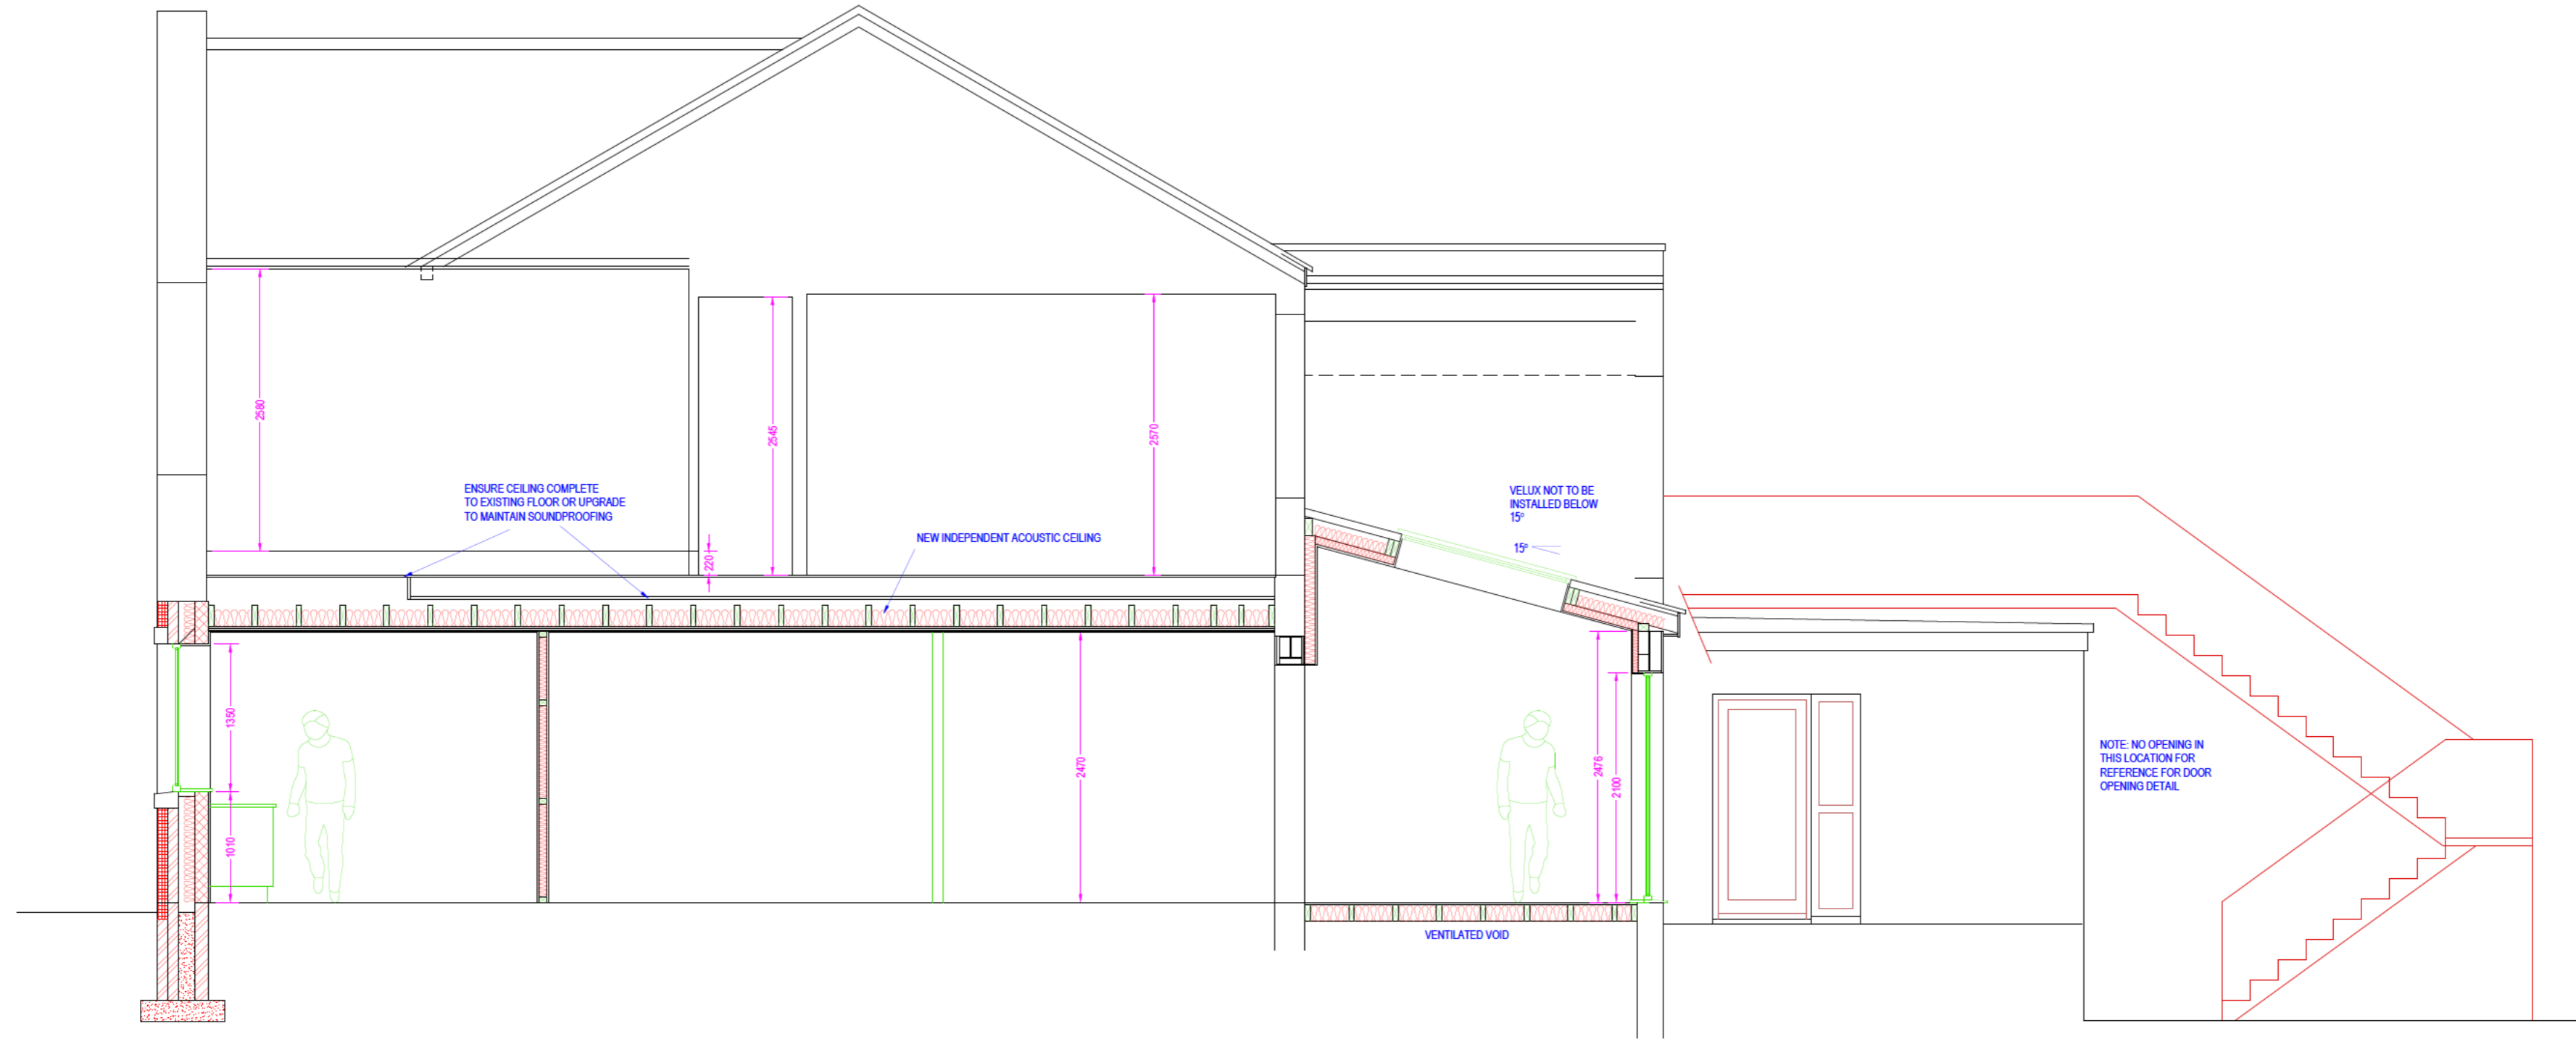 2580
2545
2570
220
ENSURE CEILING COMPLETE
TO EXISTING FLOOR OR UPGRADE
TO MAINTAIN SOUNDPROOFING
NEW INDEPENDENT ACOUSTIC CEILING
VELUX NOT TO BE
INSTALLED BELOW
15°
15°
1350
1010
2470
2476
2100
NOTE: NO OPENING IN
THIS LOCATION FOR
REFERENCE FOR DOOR
OPENING DETAIL
VENTILATED VOID